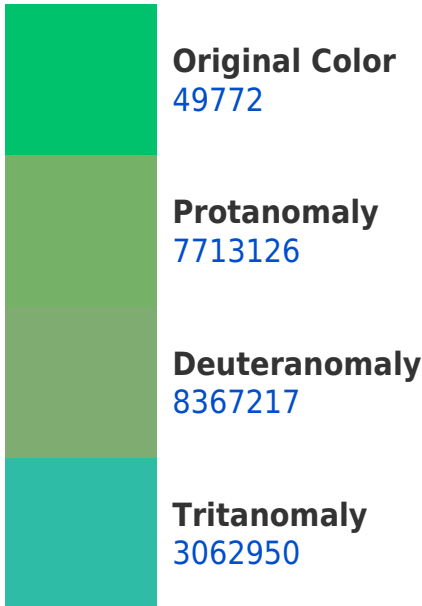 Original Color
49772
Protanomaly
7713126
Deuteranomaly
8367217
Tritanomaly
3062950